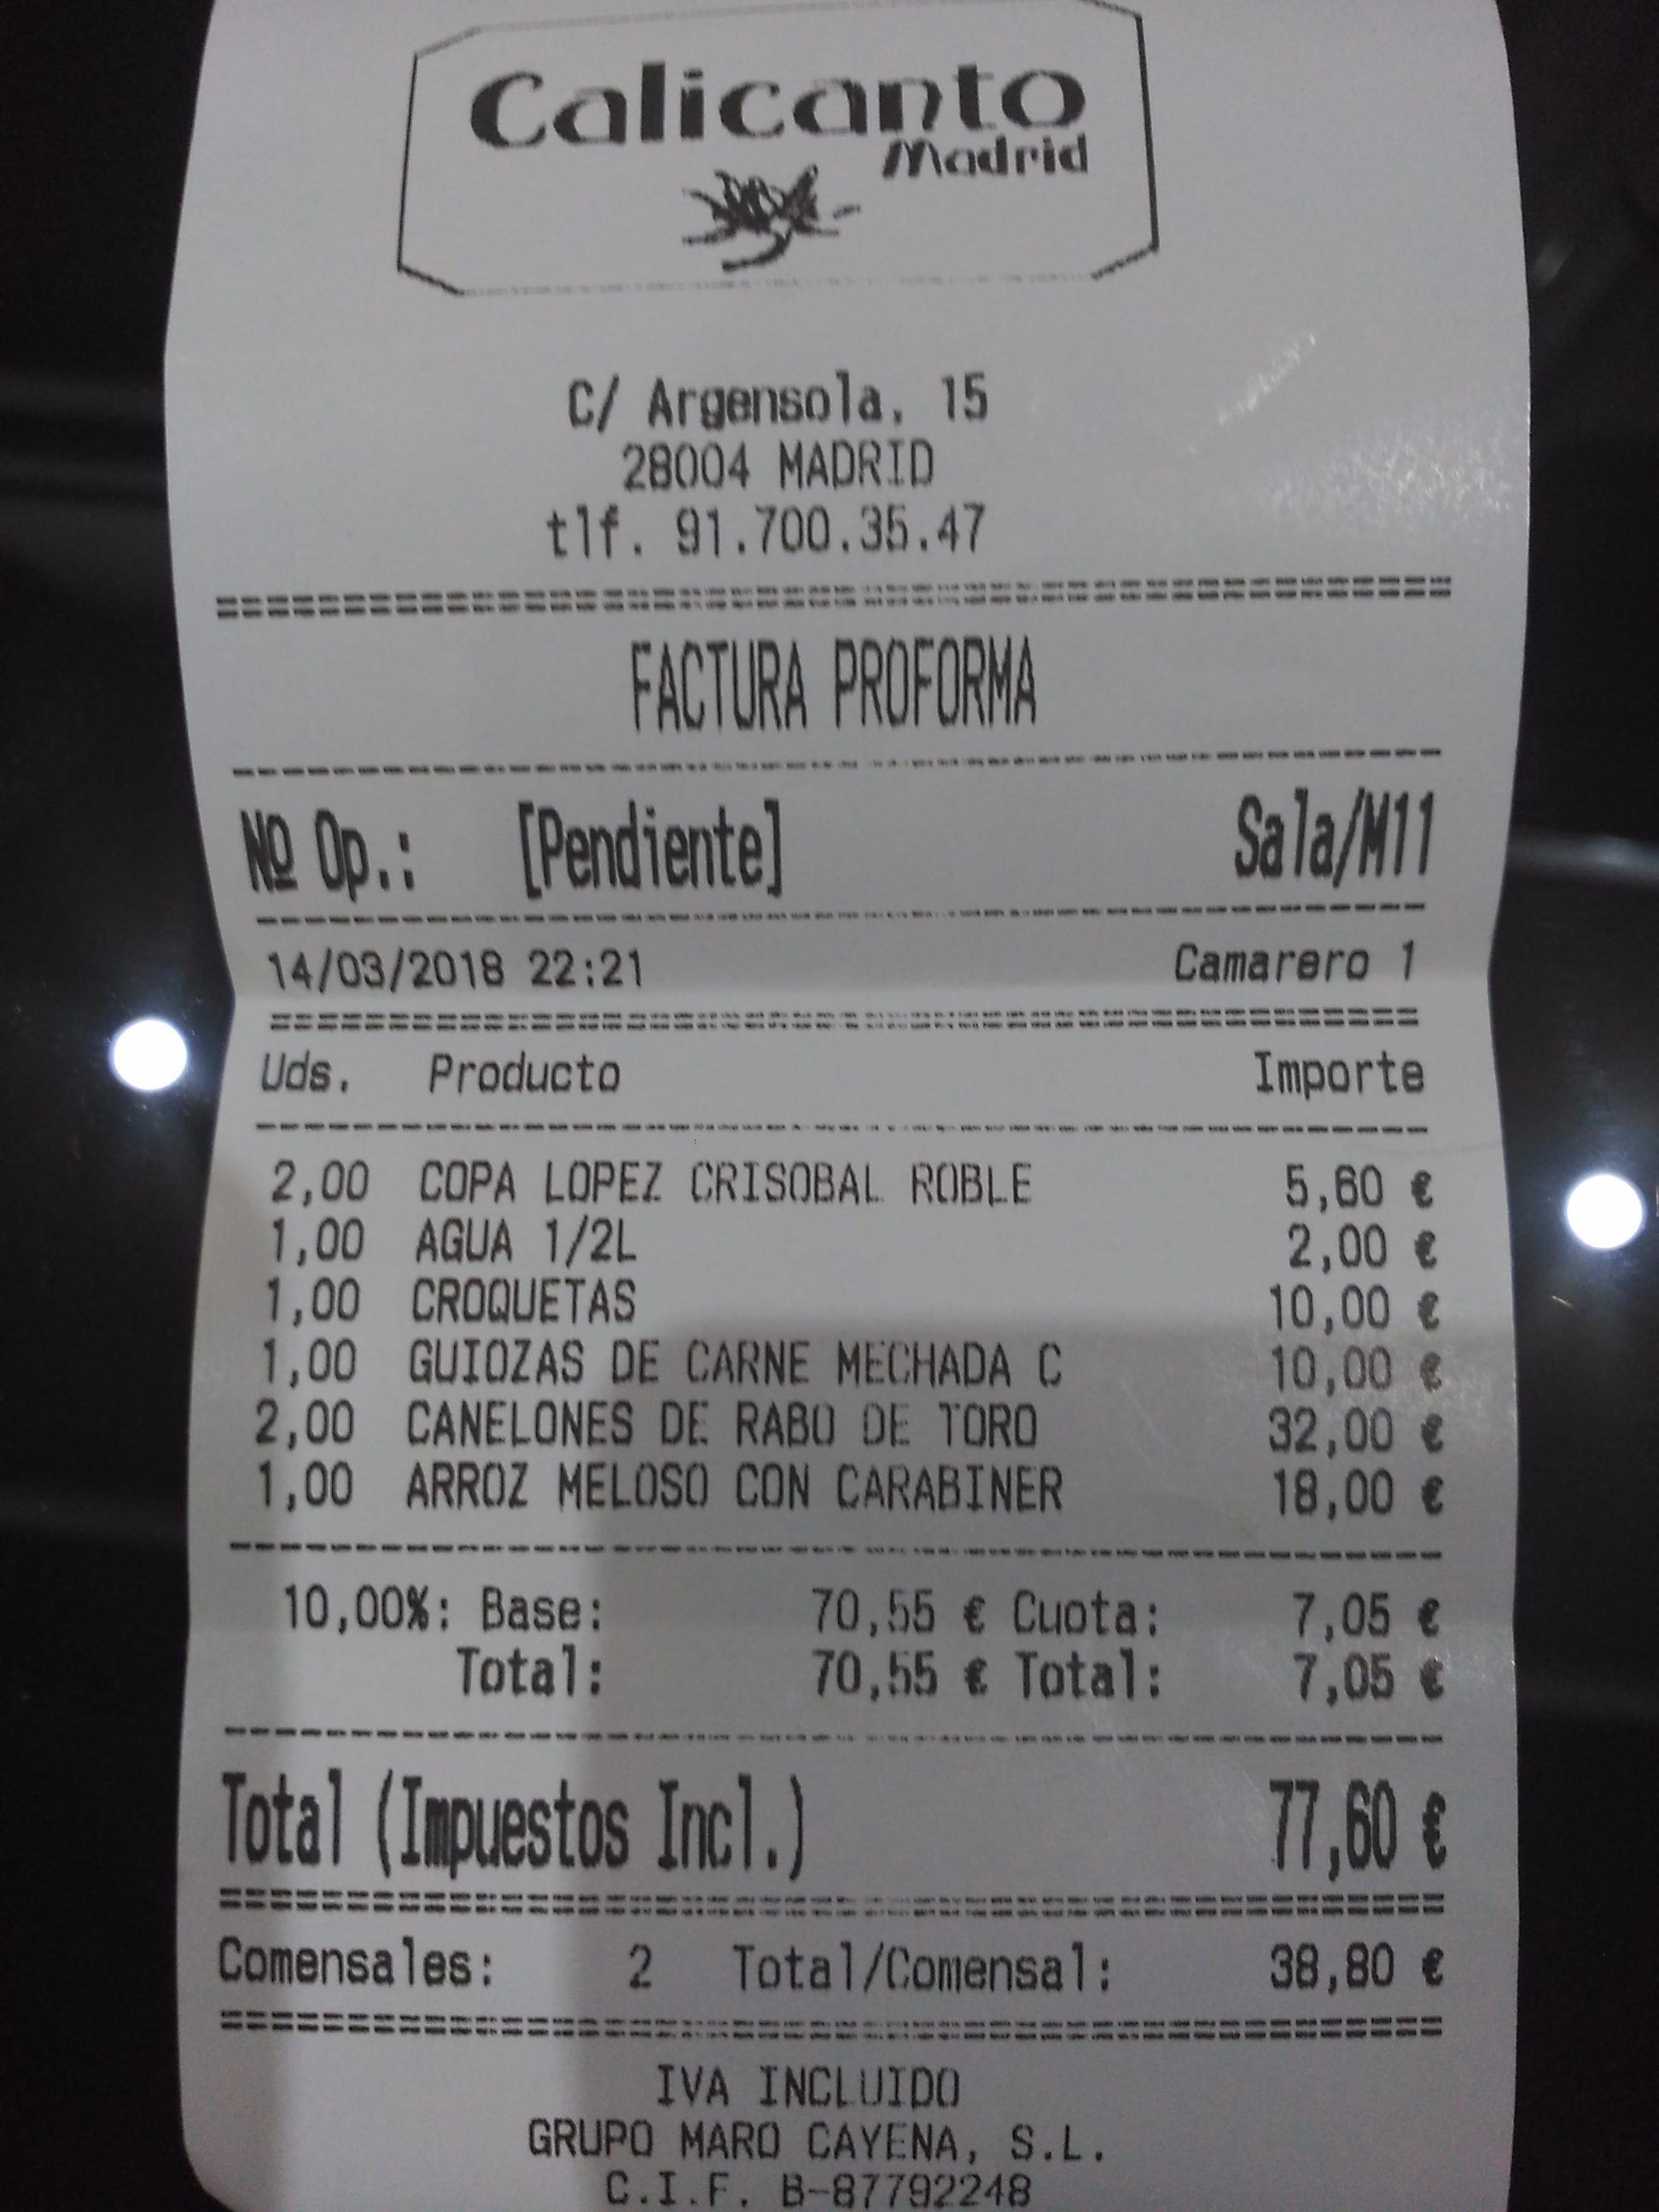 Calicanto
Madrid
C/ Argensola, 15
28004 MADRID
tlf. 91.700.35.47
FACTURA PROFORMA
Nº Op.: [Pendiente] Sala/M11
14/03/2018 22:21 Camarero 1
Uds. Producto Importe
2,00 COPA LOPEZ CRISOBAL ROBLE 5,60 €
1,00 AGUA 1/2L 2,00 €
1,00 CROQUETAS 10,00 €
1,00 GUIOZAS DE CARNE MECHADA C 10,00 €
2,00 CANELONES DE RABO DE TORO 32,00 €
1,00 ARROZ MELOSO CON CARABINER 18,00 €
10,00%: Base: 70,55 € Cuota: 7,05 €
Total: 70,55 € Total: 7,05 €
Total (Impuestos Incl.) 77,60 €
Comensales: 2 Total/Comensal: 38,80 €
IVA INCLUIDO
GRUPO MARO CAYENA, S.L.
C.I.F. B-87792248